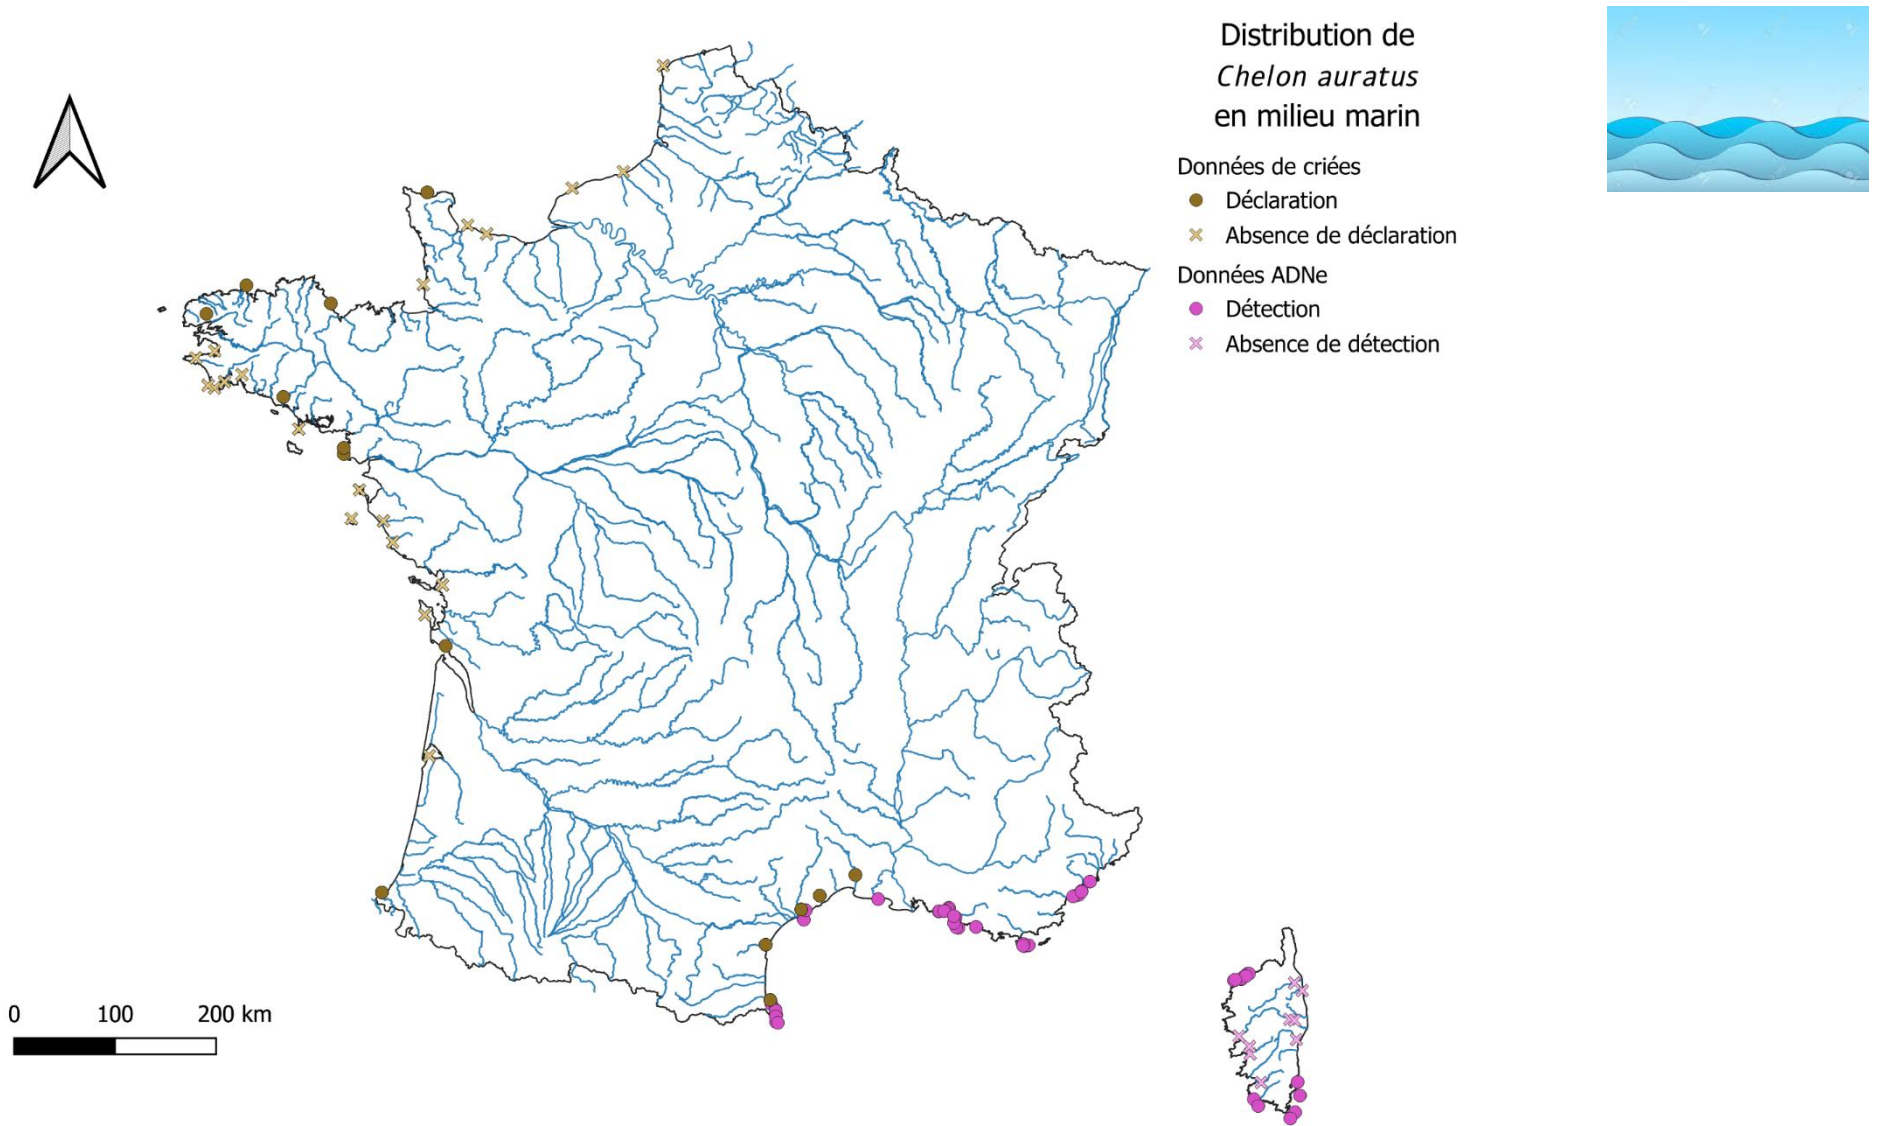 Distribution de
Chelon auratus
en milieu marin
Données de criées
Déclaration
Absence de déclaration
Données ADNe
Détection
Absence de détection
0 100 200 km